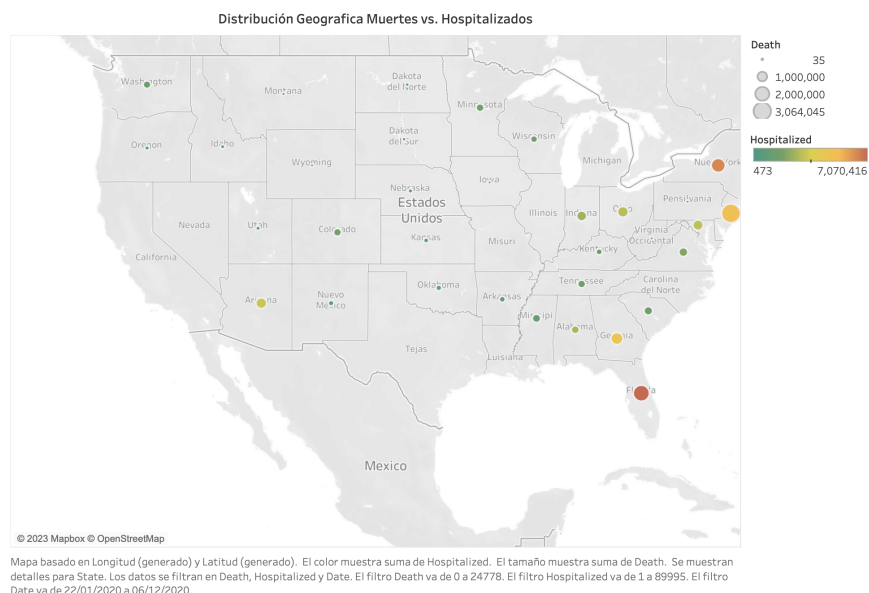 Distribución Geografica Muertes vs. Hospitalizados
Death
35
1,000,000
2,000,000
3,064,045
Hospitalized
473 7,070,416
Washington
Montana
Dakota
del Norte
Minnesota
Oregon
Idaho
Dakota
del Sur
Wisconsin
Michigan
Nueva York
Wyoming
Iowa
Nebraska
Pensilvania
Estados
Unidos
Illinois
Indiana
Ohio
Nevada
Utah
Colorado
Kansas
Misuri
Virginia
Occidental
Kentucky
California
Carolina
del Norte
Tennessee
Oklahoma
Arkansas
Arizona
Nuevo
México
Misisipi
Alabama
Georgia
Tejas
Luisiana
Florida
Mexico
© 2023 Mapbox © OpenStreetMap
Mapa basado en Longitud (generado) y Latitud (generado). El color muestra suma de Hospitalized. El tamaño muestra suma de Death. Se muestran
detalles para State. Los datos se filtran en Death, Hospitalized y Date. El filtro Death va de 0 a 24778. El filtro Hospitalized va de 1 a 89995. El filtro
Date va de 22/01/2020 a 06/12/2020.